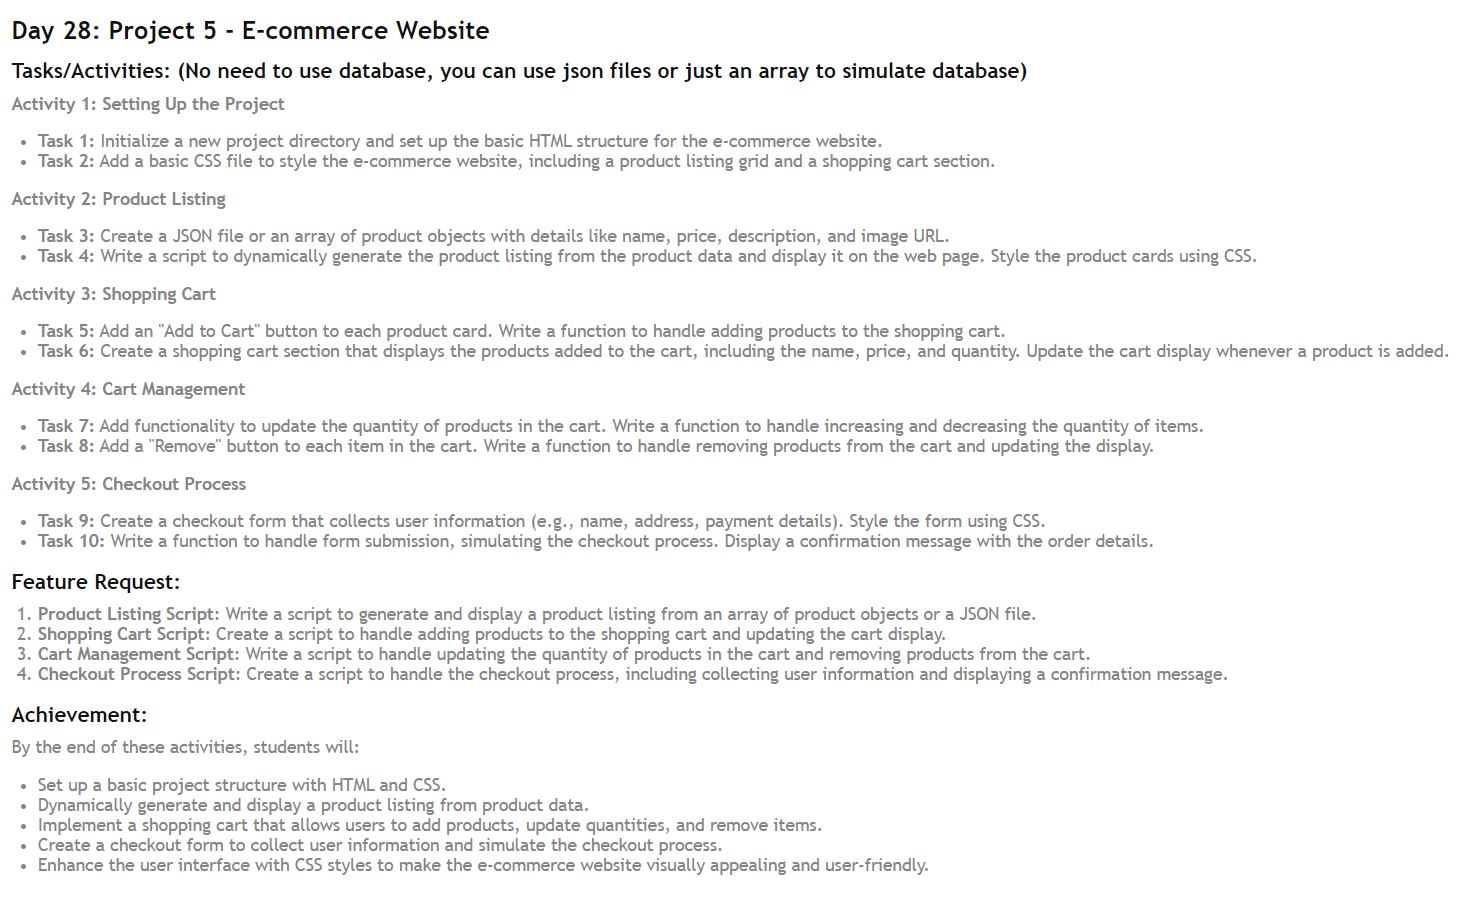 Day 28: Project 5 - E-commerce Website
Tasks/Activities: (No need to use database, you can use json files or just an array to simulate database)
Activity 1: Setting Up the Project
• Task 1: Initialize a new project directory and set up the basic HTML structure for the e-commerce website.
• Task 2: Add a basic CSS file to style the e-commerce website, including a product listing grid and a shopping cart section.
Activity 2: Product Listing
• Task 3: Create a JSON file or an array of product objects with details like name, price, description, and image URL.
• Task 4: Write a script to dynamically generate the product listing from the product data and display it on the web page. Style the product cards using CSS.
Activity 3: Shopping Cart
• Task 5: Add an "Add to Cart" button to each product card. Write a function to handle adding products to the shopping cart.
• Task 6: Create a shopping cart section that displays the products added to the cart, including the name, price, and quantity. Update the cart display whenever a product is added.
Activity 4: Cart Management
• Task 7: Add functionality to update the quantity of products in the cart. Write a function to handle increasing and decreasing the quantity of items.
• Task 8: Add a "Remove" button to each item in the cart. Write a function to handle removing products from the cart and updating the display.
Activity 5: Checkout Process
• Task 9: Create a checkout form that collects user information (e.g., name, address, payment details). Style the form using CSS.
• Task 10: Write a function to handle form submission, simulating the checkout process. Display a confirmation message with the order details.
Feature Request:
1. Product Listing Script: Write a script to generate and display a product listing from an array of product objects or a JSON file.
2. Shopping Cart Script: Create a script to handle adding products to the shopping cart and updating the cart display.
3. Cart Management Script: Write a script to handle updating the quantity of products in the cart and removing products from the cart.
4. Checkout Process Script: Create a script to handle the checkout process, including collecting user information and displaying a confirmation message.
Achievement:
By the end of these activities, students will:
• Set up a basic project structure with HTML and CSS.
• Dynamically generate and display a product listing from product data.
• Implement a shopping cart that allows users to add products, update quantities, and remove items.
• Create a checkout form to collect user information and simulate the checkout process.
• Enhance the user interface with CSS styles to make the e-commerce website visually appealing and user-friendly.